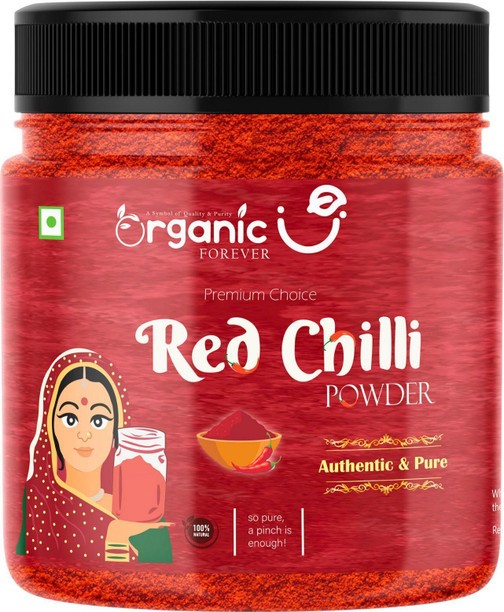 A Symbol of Quality & Purity
Organic
FOREVER
Premium Choice
Red Chilli
POWDER
Authentic & Pure
100%
NATURAL
so pure,
a pinch is
enough!